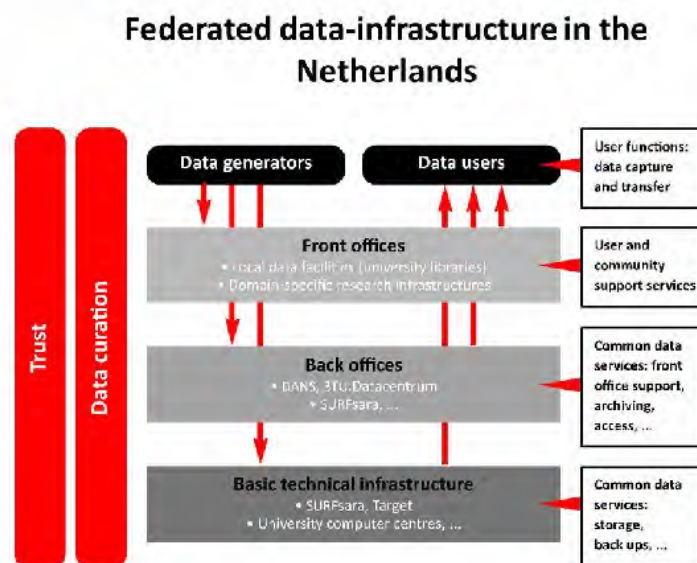 Federated data-infrastructure in the
Netherlands
Trust
Data curation
Data generators
Data users
User functions:
data capture
and transfer
Front offices
• Local data facilities (university libraries)
• Domain-specific research infrastructures
User and
community
support services
Back offices
• DANS, 3TU.Datacentrum
• SURFsara, ...
Common data
services: front
office support,
archiving,
access, ...
Basic technical infrastructure
• SURFsara, Target
• University computer centres, ...
Common data
services:
storage,
back ups, ...